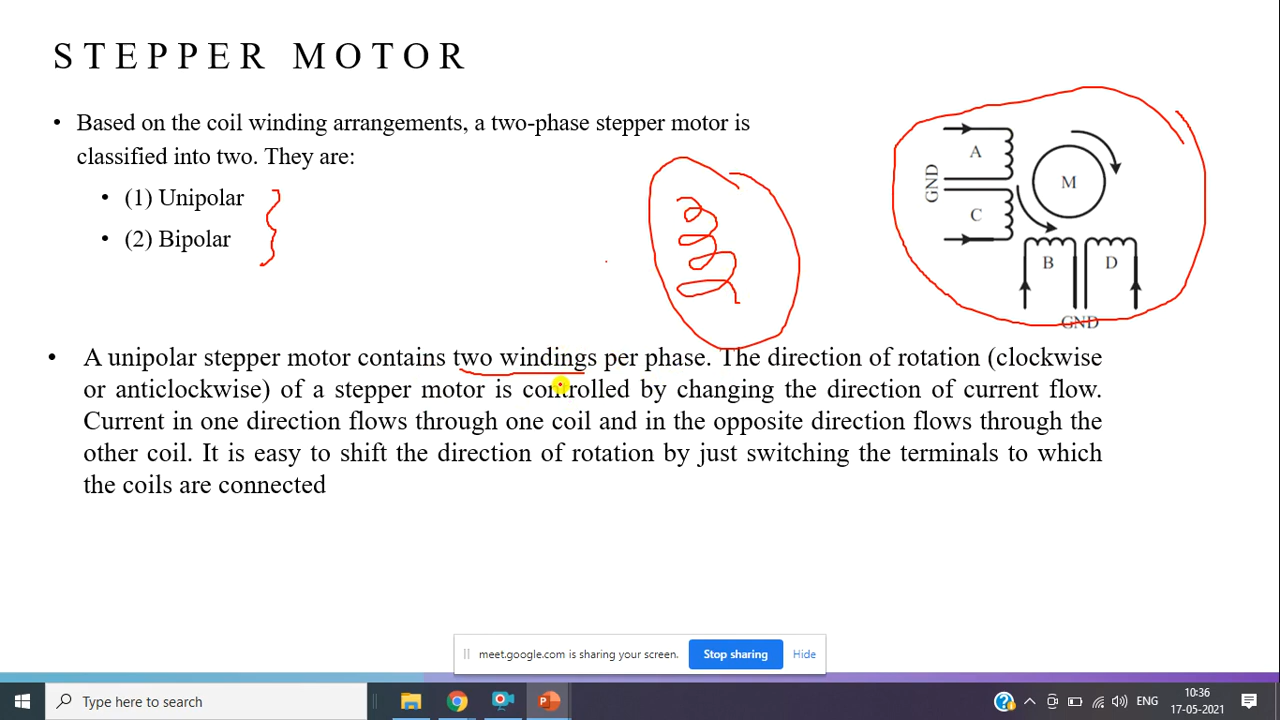 STEPPER MOTOR
• Based on the coil winding arrangements, a two-phase stepper motor is
classified into two. They are:
• (1) Unipolar
• (2) Bipolar
A
GND
C
M
B
D
GND
• A unipolar stepper motor contains two windings per phase. The direction of rotation (clockwise
or anticlockwise) of a stepper motor is controlled by changing the direction of current flow.
Current in one direction flows through one coil and in the opposite direction flows through the
other coil. It is easy to shift the direction of rotation by just switching the terminals to which
the coils are connected
meet.google.com is sharing your screen. Stop sharing Hide
Type here to search
ENG
10:36
17-05-2021